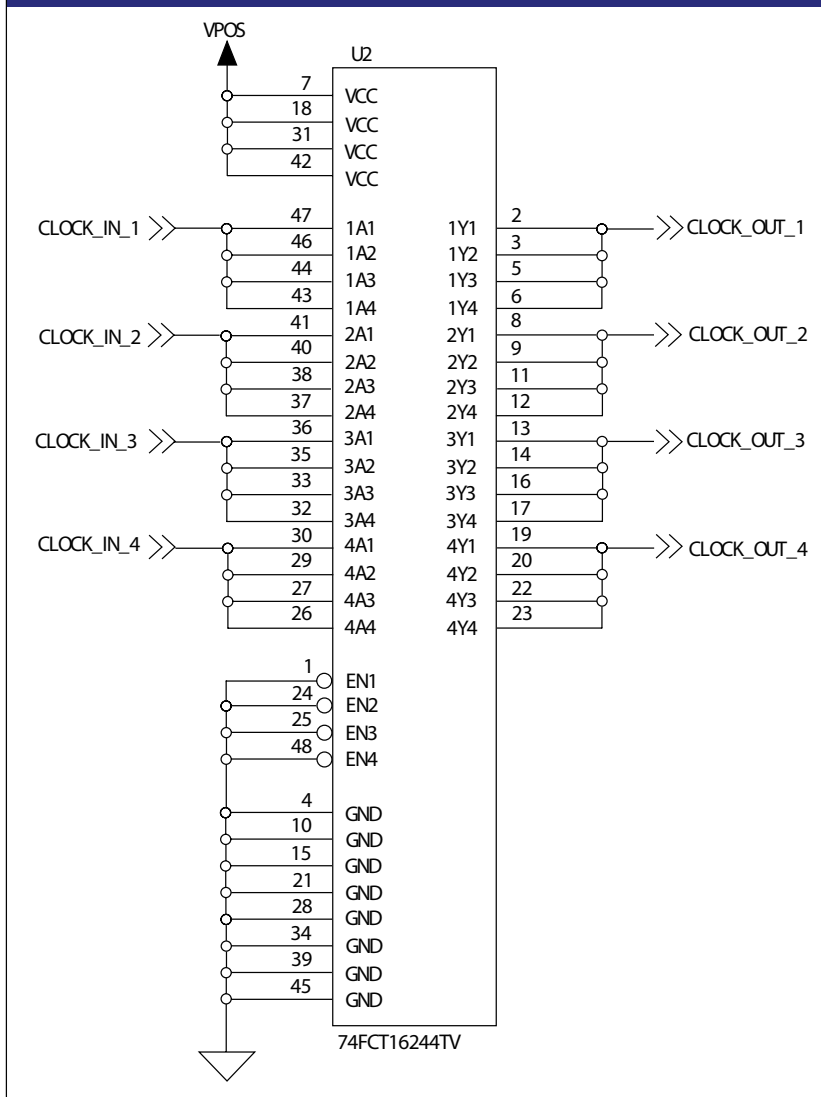 VPOS
U2
7 VCC
18 VCC
31 VCC
42 VCC
CLOCK_IN_1 47 1A1 1Y1 2 CLOCK_OUT_1
46 1A2 1Y2 3
44 1A3 1Y3 5
43 1A4 1Y4 6
CLOCK_IN_2 41 2A1 2Y1 8 CLOCK_OUT_2
40 2A2 2Y2 9
38 2A3 2Y3 11
37 2A4 2Y4 12
CLOCK_IN_3 36 3A1 3Y1 13 CLOCK_OUT_3
35 3A2 3Y2 14
33 3A3 3Y3 16
32 3A4 3Y4 17
CLOCK_IN_4 30 4A1 4Y1 19 CLOCK_OUT_4
29 4A2 4Y2 20
27 4A3 4Y3 22
26 4A4 4Y4 23
1 EN1
24 EN2
25 EN3
48 EN4
4 GND
10 GND
15 GND
21 GND
28 GND
34 GND
39 GND
45 GND
74FCT16244TV